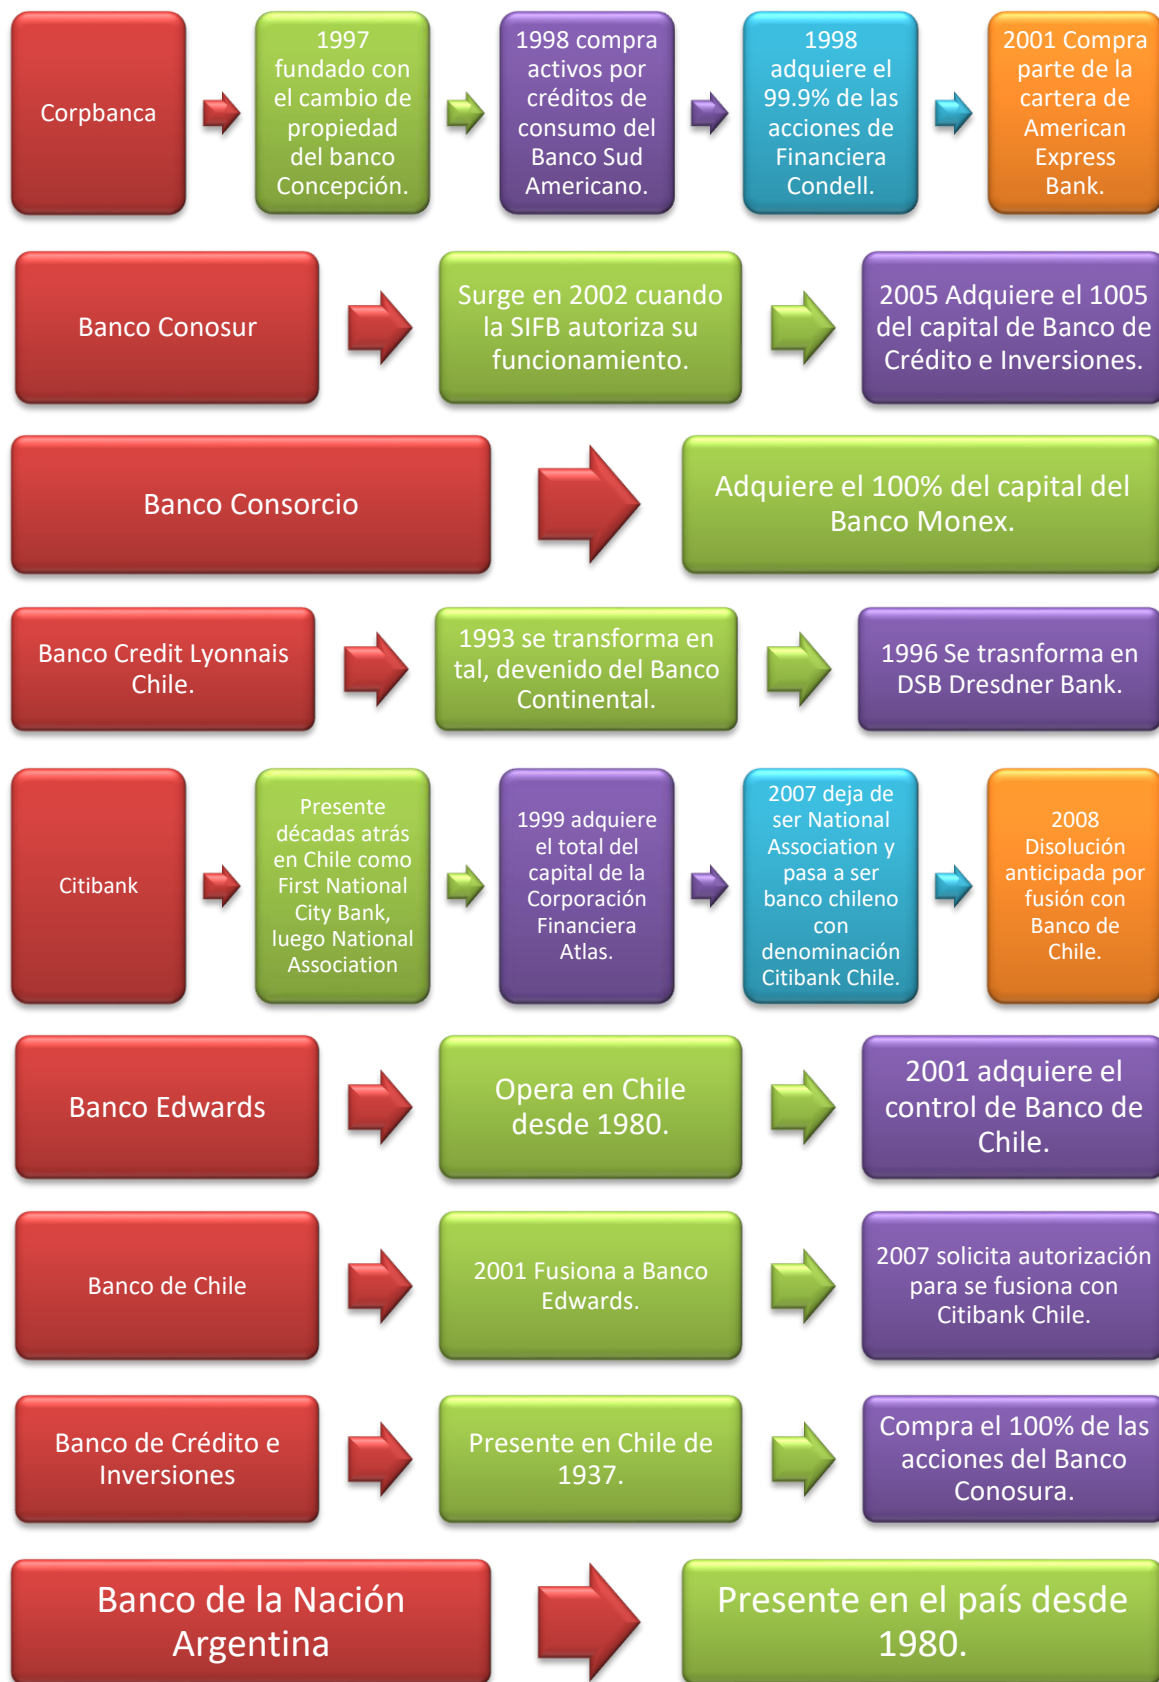 Corpbanca
1997
fundado con
el cambio de
propiedad
del banco
Concepción.
1998 compra
activos por
créditos de
consumo del
Banco Sud
Americano.
1998
adquiere el
99.9% de las
acciones de
Financiera
Condell.
2001 Compra
parte de la
cartera de
American
Express
Bank.
Banco Conosur
Surge en 2002 cuando
la SIFB autoriza su
funcionamiento.
2005 Adquiere el 1005
del capital de Banco de
Crédito e Inversiones.
Banco Consorcio
Adquiere el 100% del capital del
Banco Monex.
Banco Credit Lyonnais
Chile.
1993 se transforma en
tal, devenido del Banco
Continental.
1996 Se trasnforma en
DSB Dresdner Bank.
Citibank
Presente
décadas atrás
en Chile como
First National
City Bank,
luego National
Association
1999 adquiere
el total del
capital de la
Corporación
Financiera
Atlas.
2007 deja de
ser National
Association y
pasa a ser
banco chileno
con
denominación
Citibank Chile.
2008
Disolución
anticipada por
fusión con
Banco de
Chile.
Banco Edwards
Opera en Chile
desde 1980.
2001 adquiere el
control de Banco de
Chile.
Banco de Chile
2001 Fusiona a Banco
Edwards.
2007 solicita autorización
para se fusiona con
Citibank Chile.
Banco de Crédito e
Inversiones
Presente en Chile de
1937.
Compra el 100% de las
acciones del Banco
Conosura.
Banco de la Nación
Argentina
Presente en el país desde
1980.